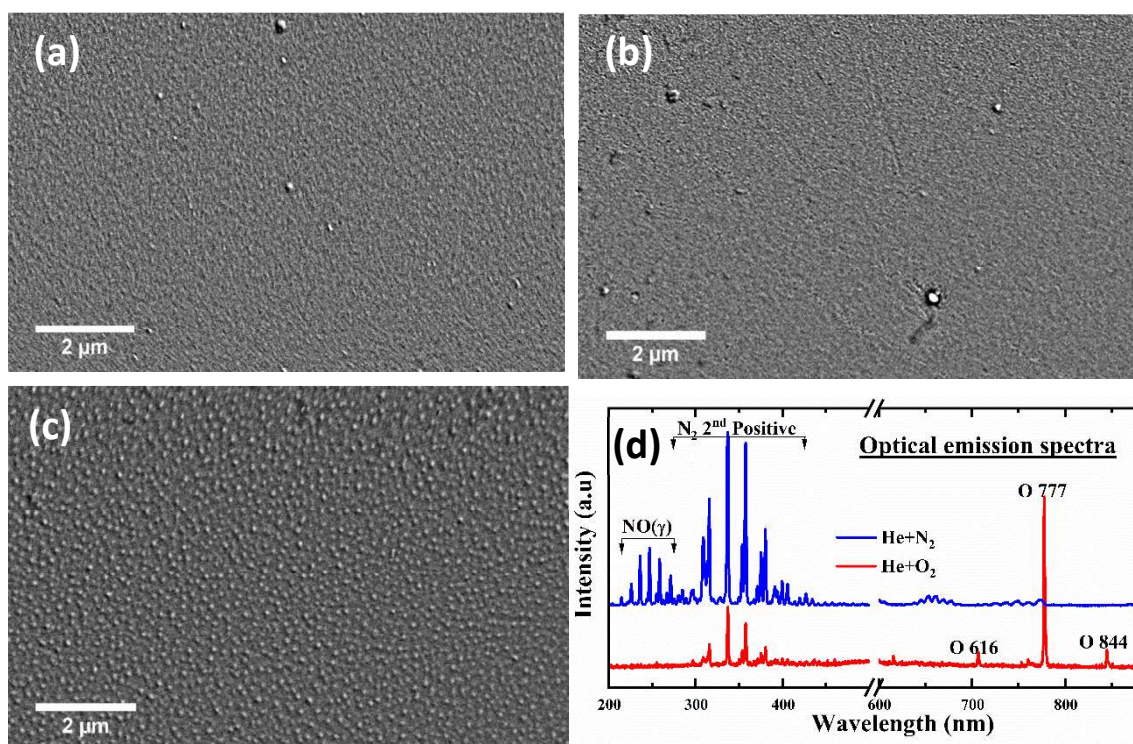 (a)
2 μm
(b)
2 μm
(c)
2 μm
(d)
N₂ 2ⁿᵈ Positive
Optical emission spectra
O 777
NO(γ)
He+N₂
He+O₂
O 616
O 844
Intensity (a.u)
200 300 400 600 700 800
Wavelength (nm)